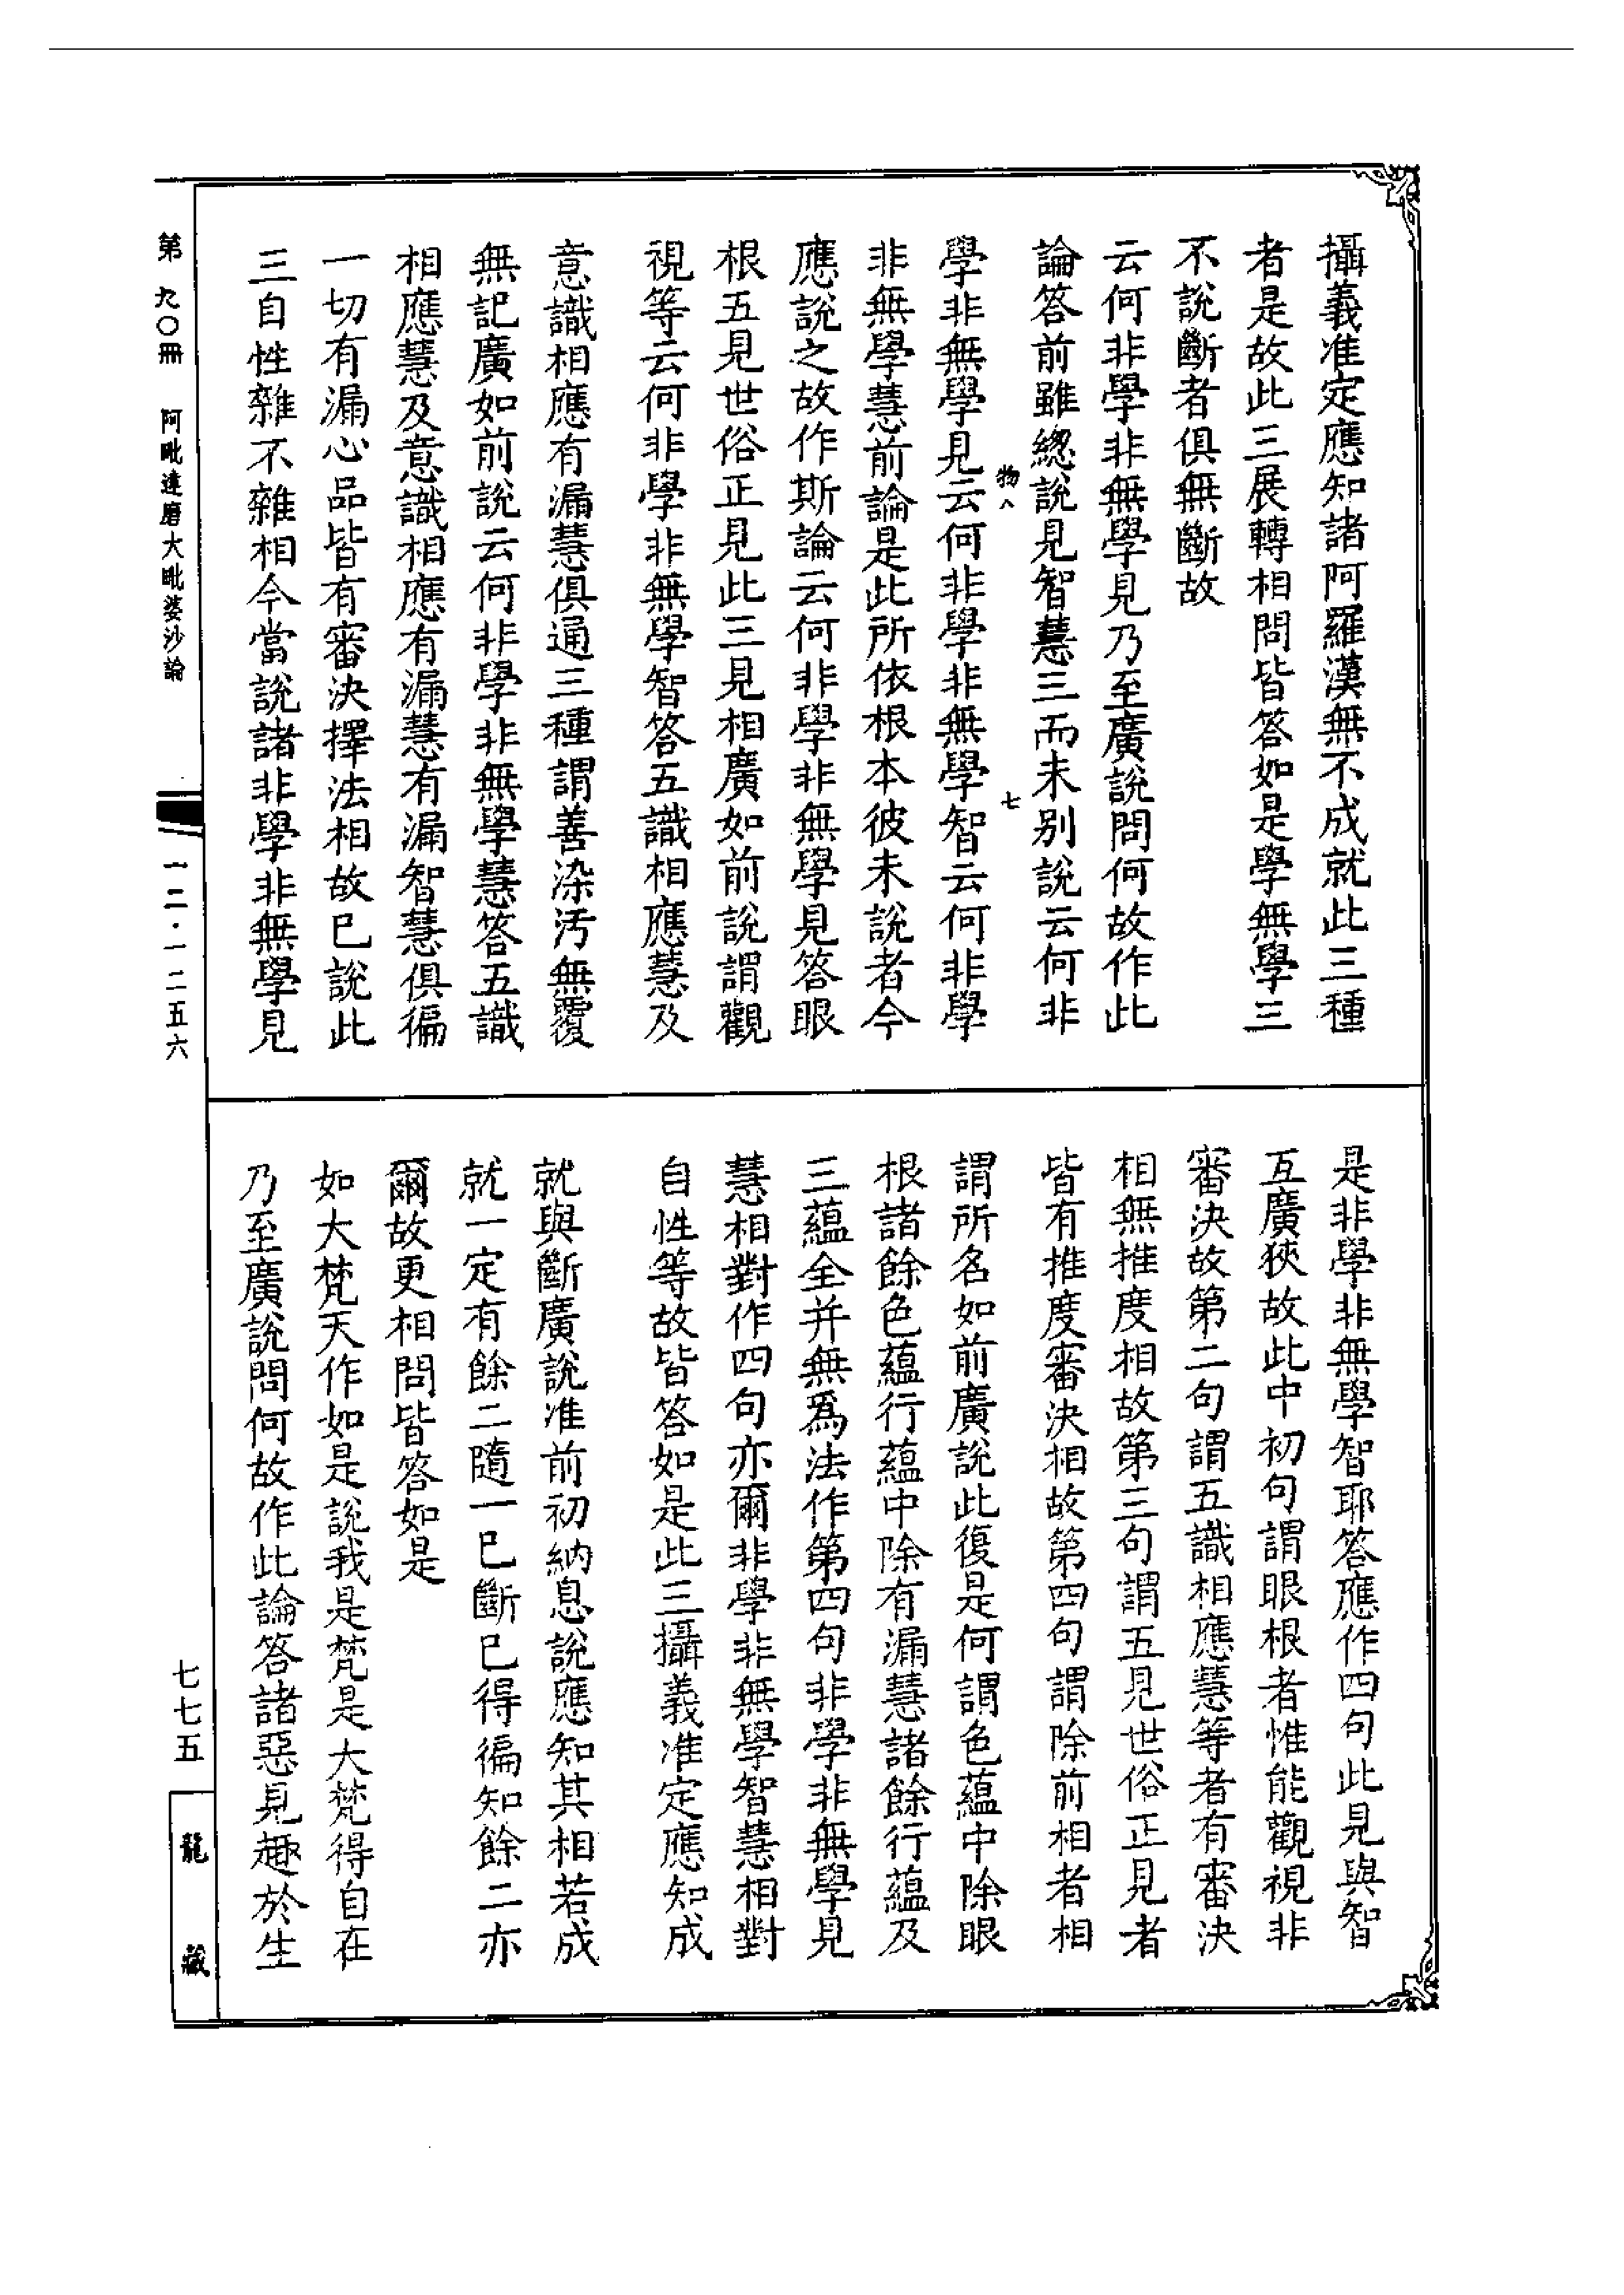 攝義准定應知諸阿羅漢無不成就此三種
者是故此三展轉相問皆答如是學無學三
不說斷者俱無斷故
云何非學非無學見乃至廣說問何故作此
論答前雖總說見智慧三而未別說云何非
物八 七
學非無學見云何非學非無學智云何非學
非無學慧前論是此所依根本彼未說者今
應說之故作斯論云何非學非無學見答眼
根五見世俗正見此三見相廣如前說謂觀
視等云何非學非無學智答五識相應慧及
意識相應有漏慧俱通三種謂善染汚無覆
無記廣如前說云何非學非無學慧答五識
相應慧及意識相應有漏慧有漏智慧俱徧
一切有漏心品皆有審決擇法相故已說此
三自性雜不雜相今當說諸非學非無學見
是非學非無學智耶答應作四句此見與智
互廣狹故此中初句謂眼根者惟能觀視非
審決故第二句謂五識相應慧等者有審決
相無推度相故第三句謂五見世俗正見者
皆有推度審決相故第四句謂除前相者相
謂所名如前廣說此復是何謂色蘊中除眼
根諸餘色蘊行蘊中除有漏慧諸餘行蘊及
三蘊全并無爲法作第四句非學非無學見
慧相對作四句亦爾非學非無學智慧相對
自性等故皆答如是此三攝義准定應知成
就與斷廣說准前初納息說應知其相若成
就一定有餘二隨一已斷已得徧知餘二亦
爾故更相問皆答如是
如大梵天作如是說我是梵是大梵得自在
乃至廣說問何故作此論答諸惡見趣於生
第九〇冊 阿毗達磨大毗婆沙論
一二·一二五六
七七五
龍藏